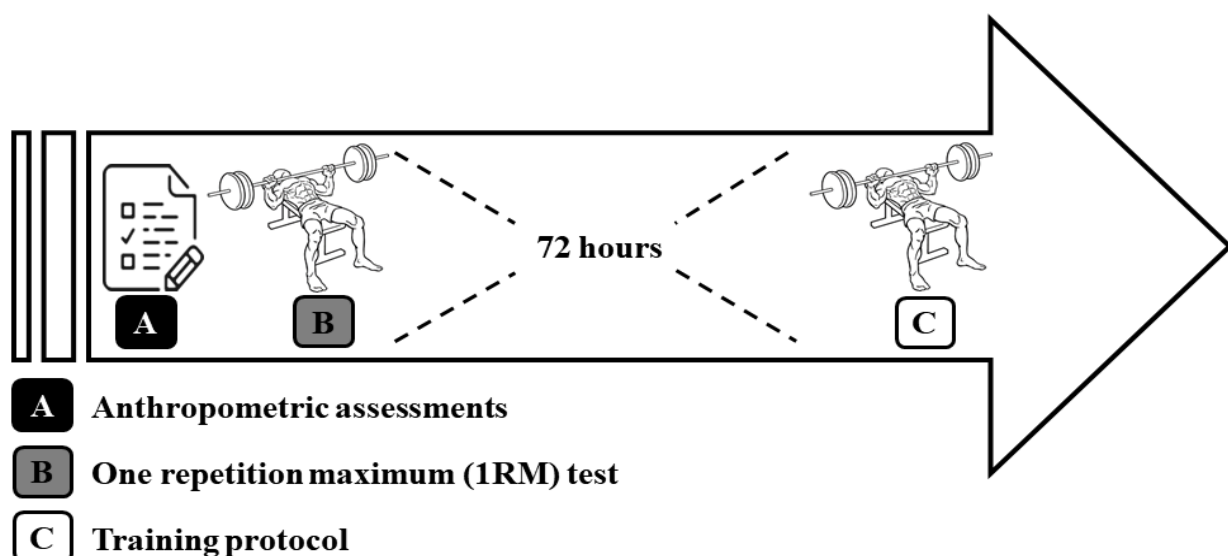 72 hours
A
B
C
A Anthropometric assessments
B One repetition maximum (1RM) test
C Training protocol